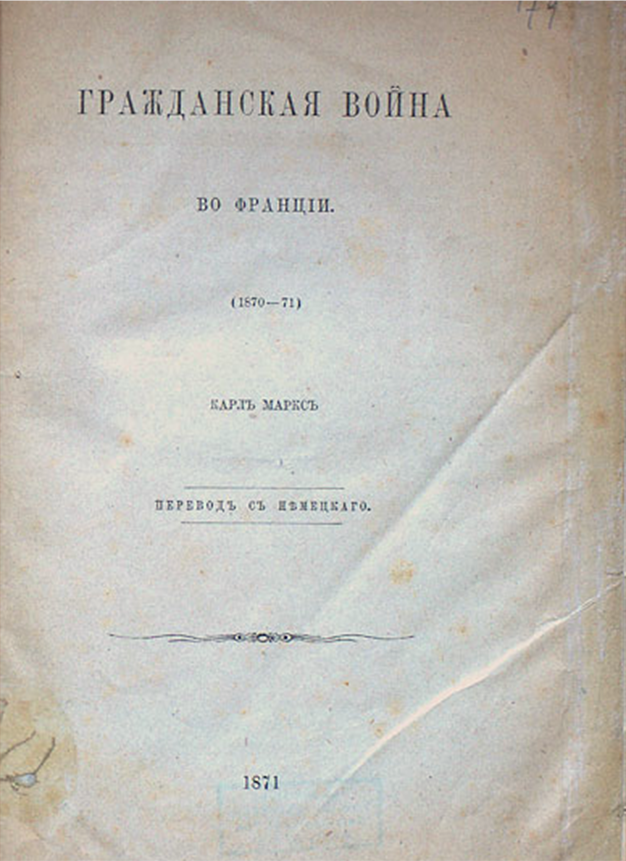 ГРАЖДАНСКАЯ ВОЙНА
ВО ФРАНЦІИ.
(1870—71)
КАРЛЪ МАРКСЪ
ПЕРЕВОДЪ СЪ НѢМЕЦКАГО.
1871